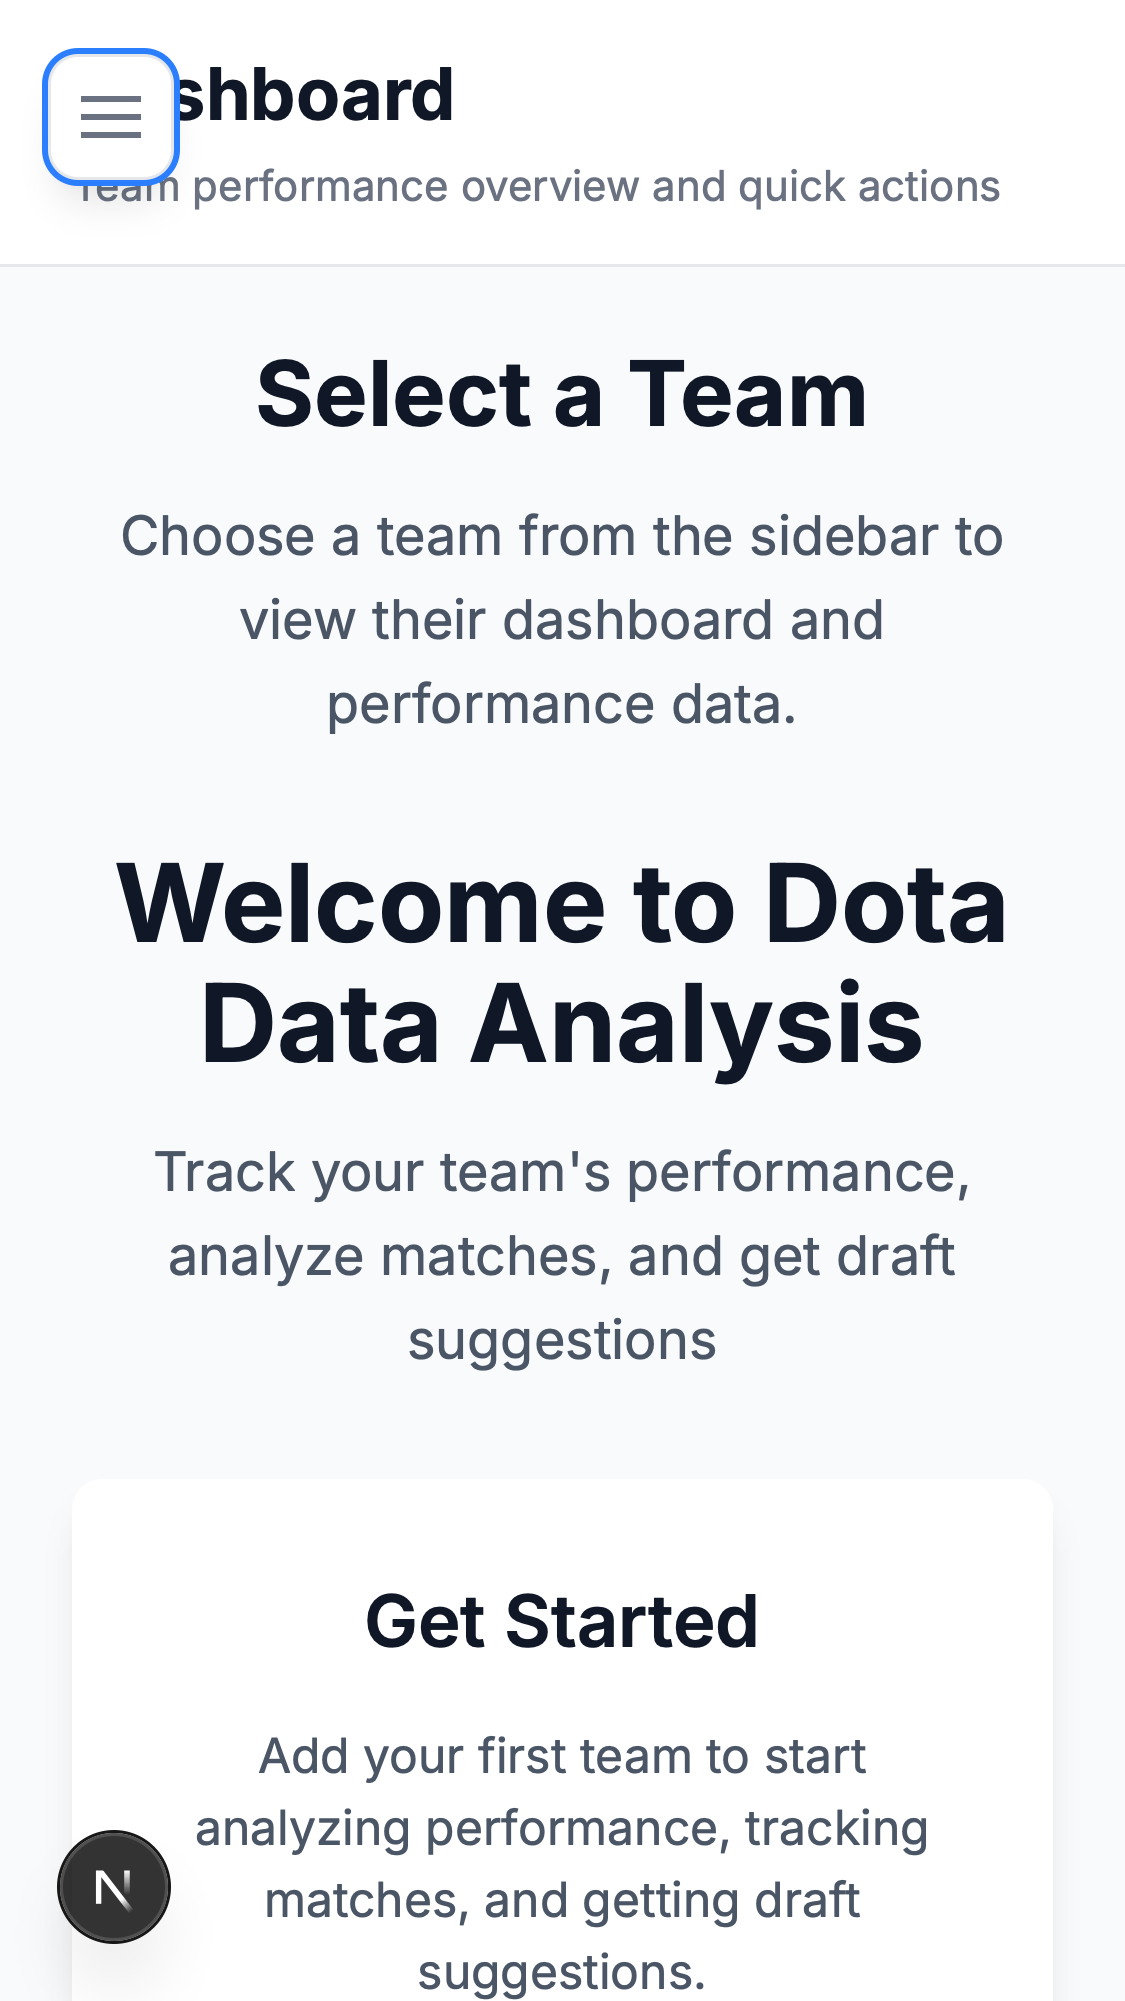 shboard
Team performance overview and quick actions
Select a Team
Choose a team from the sidebar to
view their dashboard and
performance data.
Welcome to Dota
Data Analysis
Track your team's performance,
analyze matches, and get draft
suggestions
Get Started
Add your first team to start
analyzing performance, tracking
matches, and getting draft
suggestions.
N